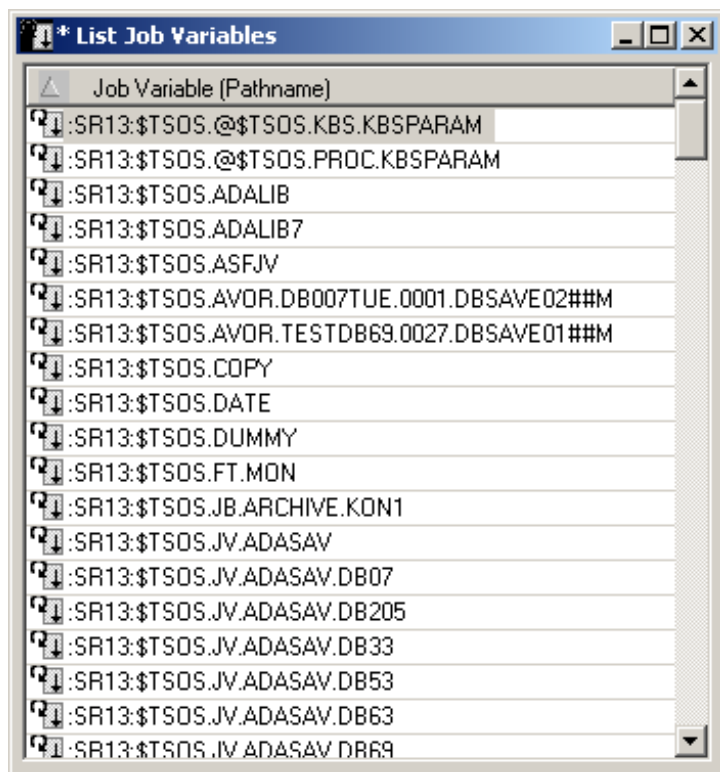 * List Job Variables
Job Variable (Pathname)
:SR13:$TSOS.@$TSOS.KBS.KBSPARAM
:SR13:$TSOS.@$TSOS.PROC.KBSPARAM
:SR13:$TSOS.ADALIB
:SR13:$TSOS.ADALIB7
:SR13:$TSOS.ASFJV
:SR13:$TSOS.AVOR.DB007TUE.0001.DBSAVE02##M
:SR13:$TSOS.AVOR.TESTDB69.0027.DBSAVE01##M
:SR13:$TSOS.COPY
:SR13:$TSOS.DATE
:SR13:$TSOS.DUMMY
:SR13:$TSOS.FT.MON
:SR13:$TSOS.JB.ARCHIVE.KON1
:SR13:$TSOS.JV.ADASAV
:SR13:$TSOS.JV.ADASAV.DB07
:SR13:$TSOS.JV.ADASAV.DB205
:SR13:$TSOS.JV.ADASAV.DB33
:SR13:$TSOS.JV.ADASAV.DB53
:SR13:$TSOS.JV.ADASAV.DB63
:SR13:$TSOS.JV.ADASAV.DB69